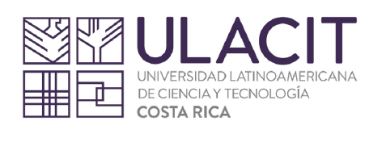 ULACIT
UNIVERSIDAD LATINOAMERICANA
DE CIENCIA Y TECNOLOGÍA
COSTA RICA